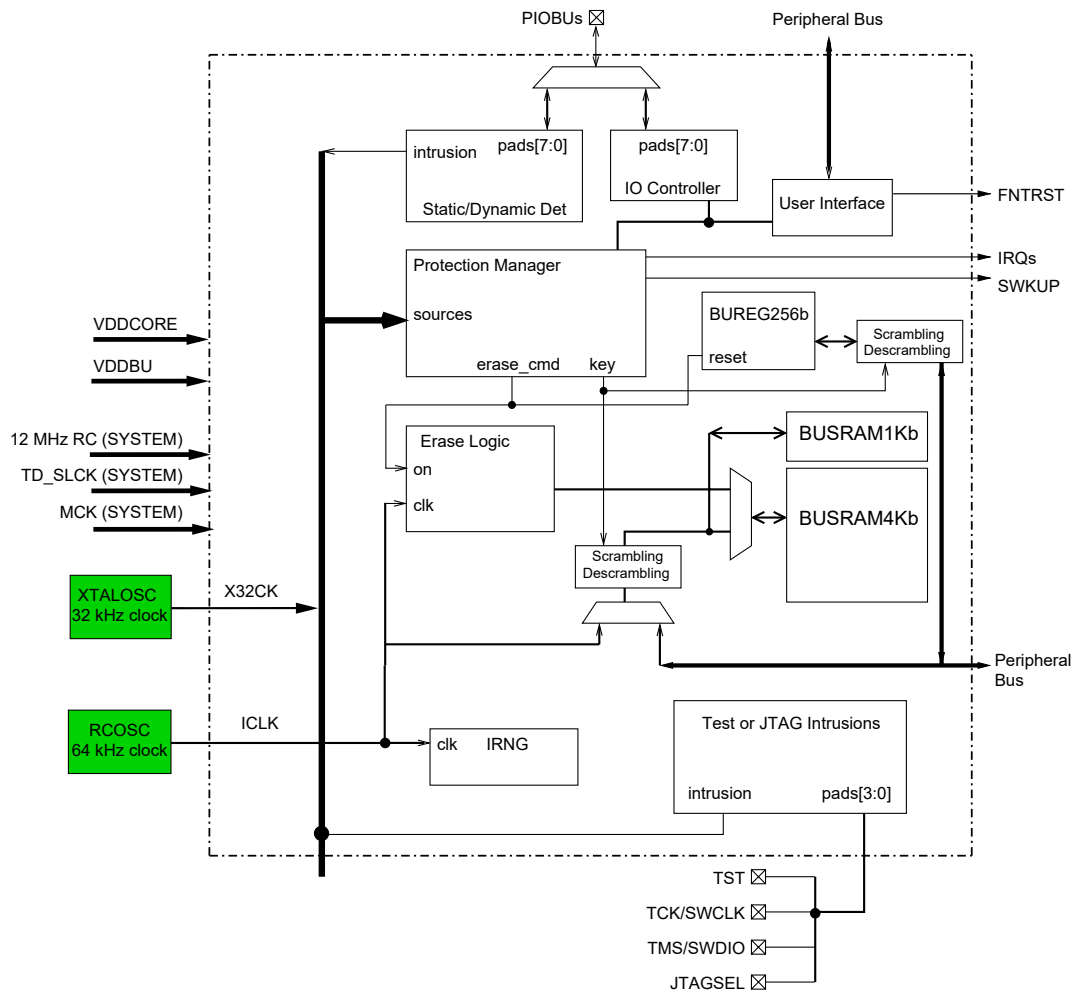 PIOBUs
Peripheral Bus
intrusion
pads[7:0]
Static/Dynamic Det
pads[7:0]
IO Controller
User Interface
FNTRST
Protection Manager
sources
erase_cmd
key
IRQs
SWKUP
BUREG256b
reset
Scrambling
Descrambling
VDDCORE
VDDBU
12 MHz RC (SYSTEM)
TD_SLCK (SYSTEM)
MCK (SYSTEM)
Erase Logic
on
clk
BUSRAM1Kb
BUSRAM4Kb
Scrambling
Descrambling
XTALOSC
32 kHz clock
X32CK
Peripheral
Bus
RCOSC
64 kHz clock
ICLK
clk
IRNG
Test or JTAG Intrusions
intrusion
pads[3:0]
TST
TCK/SWCLK
TMS/SWDIO
JTAGSEL